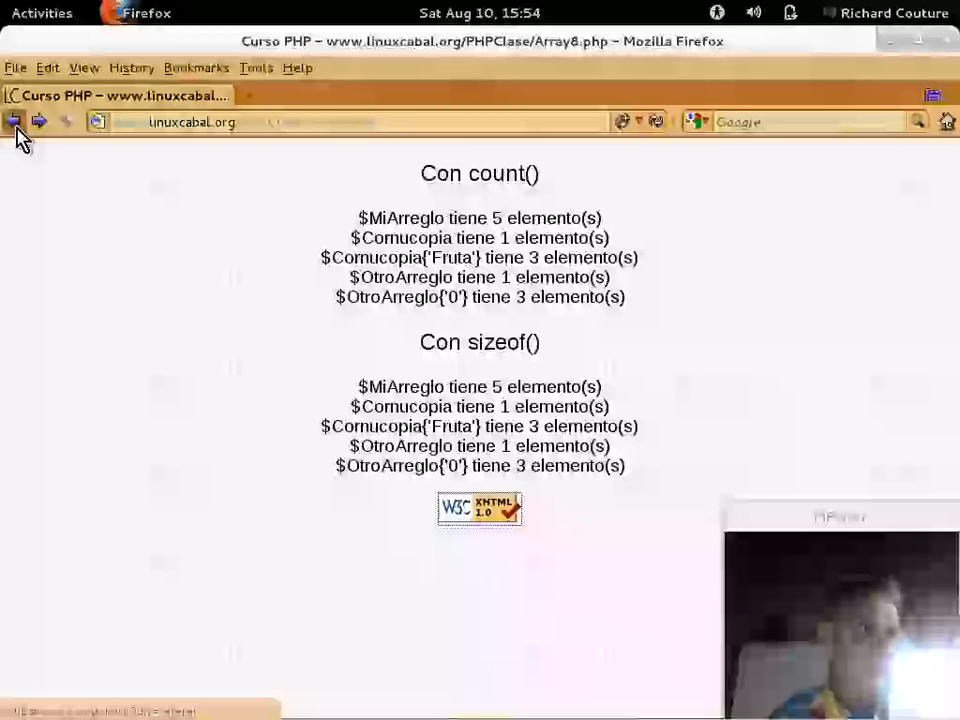 Activities Firefox Sat Aug 10, 15:54 Richard Couture
Curso PHP - www.linuxcabal.org/PHPClase/Array8.php - Mozilla Firefox
File Edit View History Bookmarks Tools Help
Curso PHP - www.linuxcabal....
linuxcabal.org Google
Con count()
$MiArreglo tiene 5 elemento(s)
$Cornucopia tiene 1 elemento(s)
$Cornucopia{'Fruta'} tiene 3 elemento(s)
$OtroArreglo tiene 1 elemento(s)
$OtroArreglo{'0'} tiene 3 elemento(s)
Con sizeof()
$MiArreglo tiene 5 elemento(s)
$Cornucopia tiene 1 elemento(s)
$Cornucopia{'Fruta'} tiene 3 elemento(s)
$OtroArreglo tiene 1 elemento(s)
$OtroArreglo{'0'} tiene 3 elemento(s)
W3C XHTML 1.0